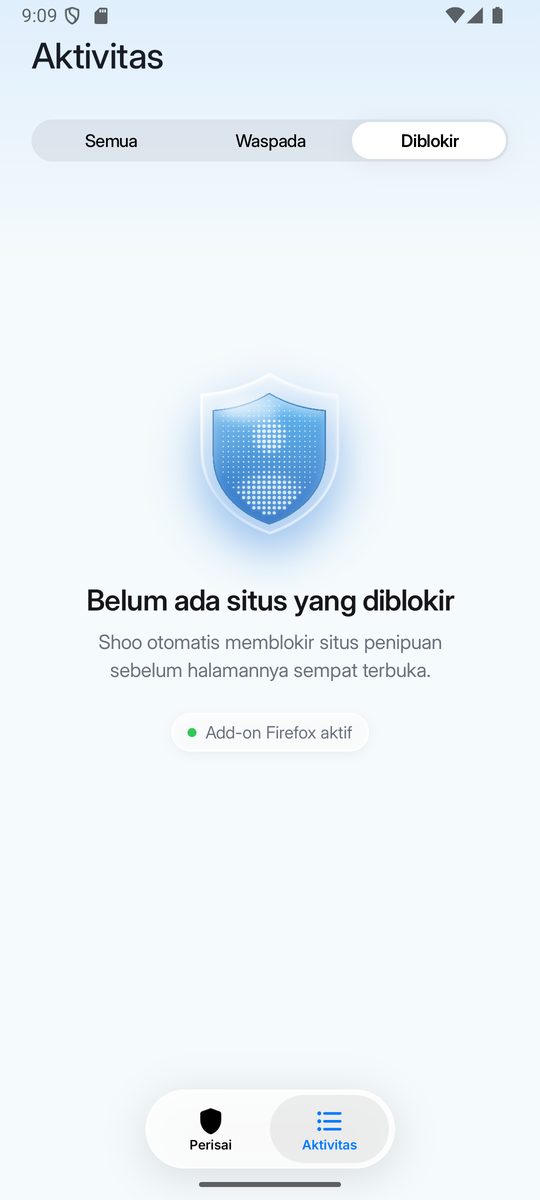 9:09
Aktivitas
Semua
Waspada
Diblokir
Belum ada situs yang diblokir
Shoo otomatis memblokir situs penipuan
sebelum halamannya sempat terbuka.
Add-on Firefox aktif
Perisai
Aktivitas